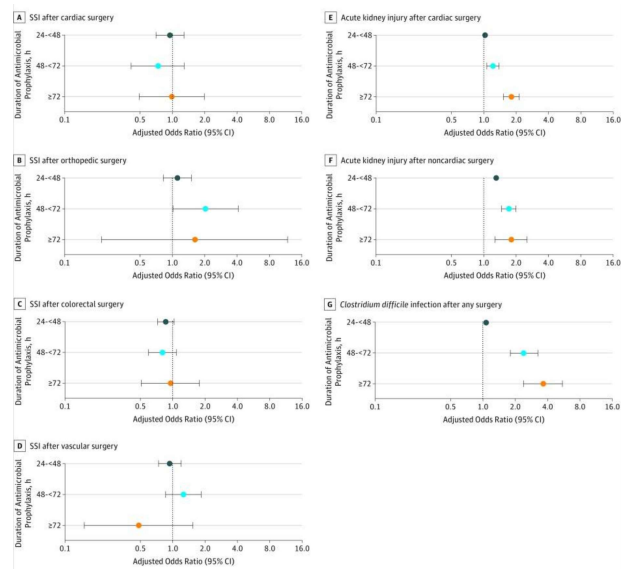 A SSI after cardiac surgery
Duration of Antimicrobial
Prophylaxis, h
24-<48
48-<72
≥72
0.1 0.5 1.0 2.0 4.0 8.0 16.0
Adjusted Odds Ratio (95% CI)
B SSI after orthopedic surgery
Duration of Antimicrobial
Prophylaxis, h
24-<48
48-<72
≥72
0.1 0.5 1.0 2.0 4.0 8.0 16.0
Adjusted Odds Ratio (95% CI)
C SSI after colorectal surgery
Duration of Antimicrobial
Prophylaxis, h
24-<48
48-<72
≥72
0.1 0.5 1.0 2.0 4.0 8.0 16.0
Adjusted Odds Ratio (95% CI)
D SSI after vascular surgery
Duration of Antimicrobial
Prophylaxis, h
24-<48
48-<72
≥72
0.1 0.5 1.0 2.0 4.0 8.0 16.0
Adjusted Odds Ratio (95% CI)
E Acute kidney injury after cardiac surgery
Duration of Antimicrobial
Prophylaxis, h
24-<48
48-<72
≥72
0.1 0.5 1.0 2.0 4.0 8.0 16.0
Adjusted Odds Ratio (95% CI)
F Acute kidney injury after noncardiac surgery
Duration of Antimicrobial
Prophylaxis, h
24-<48
48-<72
≥72
0.1 0.5 1.0 2.0 4.0 8.0 16.0
Adjusted Odds Ratio (95% CI)
G Clostridium difficile infection after any surgery
Duration of Antimicrobial
Prophylaxis, h
24-<48
48-<72
≥72
0.1 0.5 1.0 2.0 4.0 8.0 16.0
Adjusted Odds Ratio (95% CI)